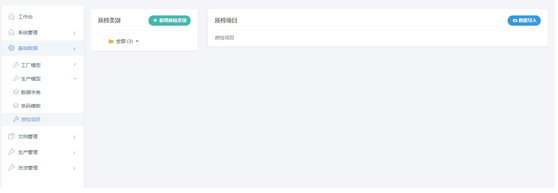 工作台
系统管理
基础数据
工厂模型
生产模型
数据字典
条码模板
质检项目
文档管理
生产管理
发货管理
质检类别
新增质检类别
全部 (3)
质检项目
数据导入
质检项目